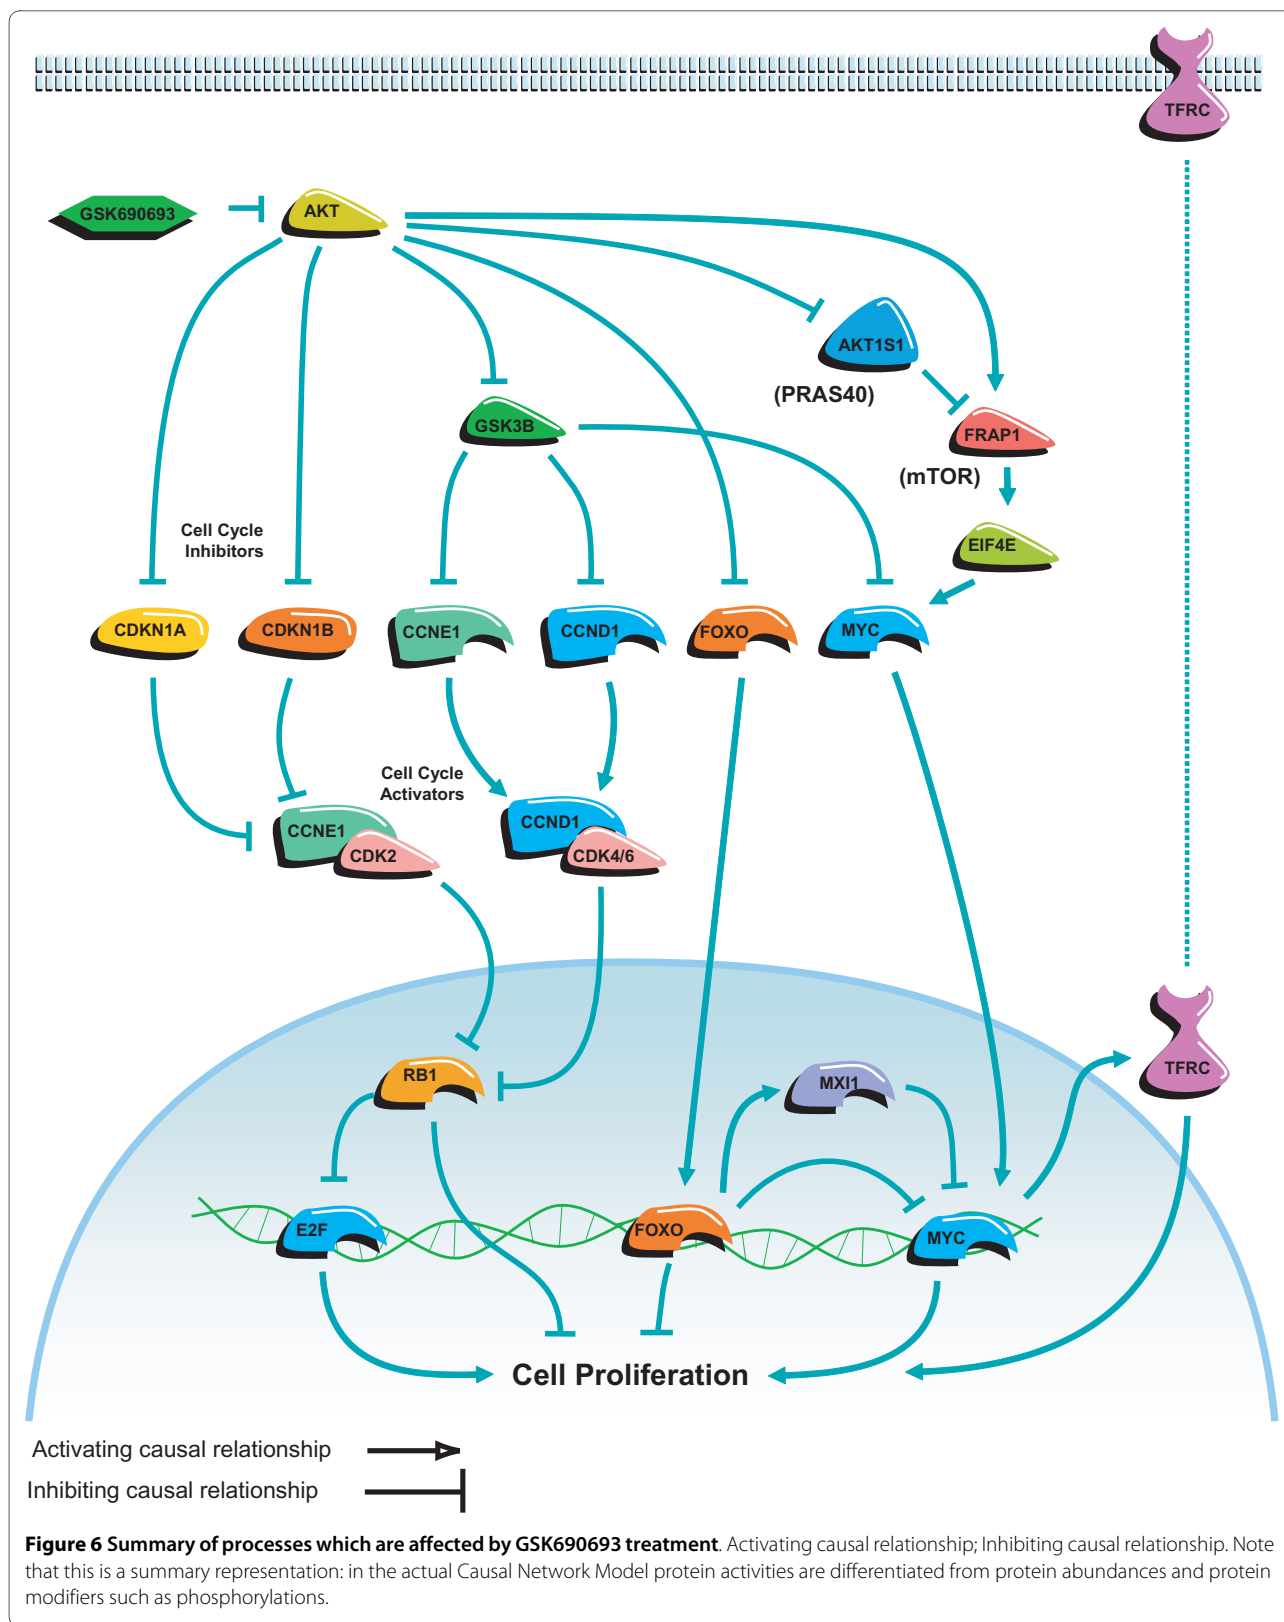 TFRC
GSK690693
AKT
AKT1S1
(PRAS40)
GSK3B
FRAP1
(mTOR)
Cell Cycle
Inhibitors
EIF4E
CDKN1A
CDKN1B
CCNE1
CCND1
FOXO
MYC
Cell Cycle
Activators
CCNE1
CDK2
CCND1
CDK4/6
RB1
MXI1
TFRC
E2F
FOXO
MYC
Cell Proliferation
Activating causal relationship
Inhibiting causal relationship
Figure 6 Summary of processes which are affected by GSK690693 treatment. Activating causal relationship; Inhibiting causal relationship. Note
that this is a summary representation: in the actual Causal Network Model protein activities are differentiated from protein abundances and protein
modifiers such as phosphorylations.